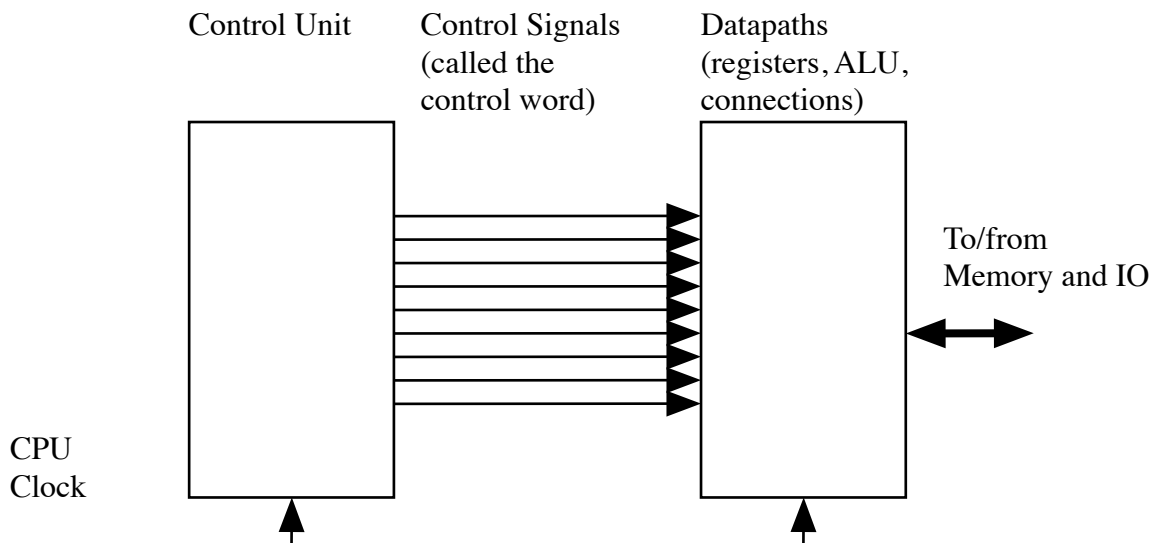 Control Unit
Control Signals
(called the
control word)
Datapaths
(registers, ALU,
connections)
To/from
Memory and IO
CPU
Clock